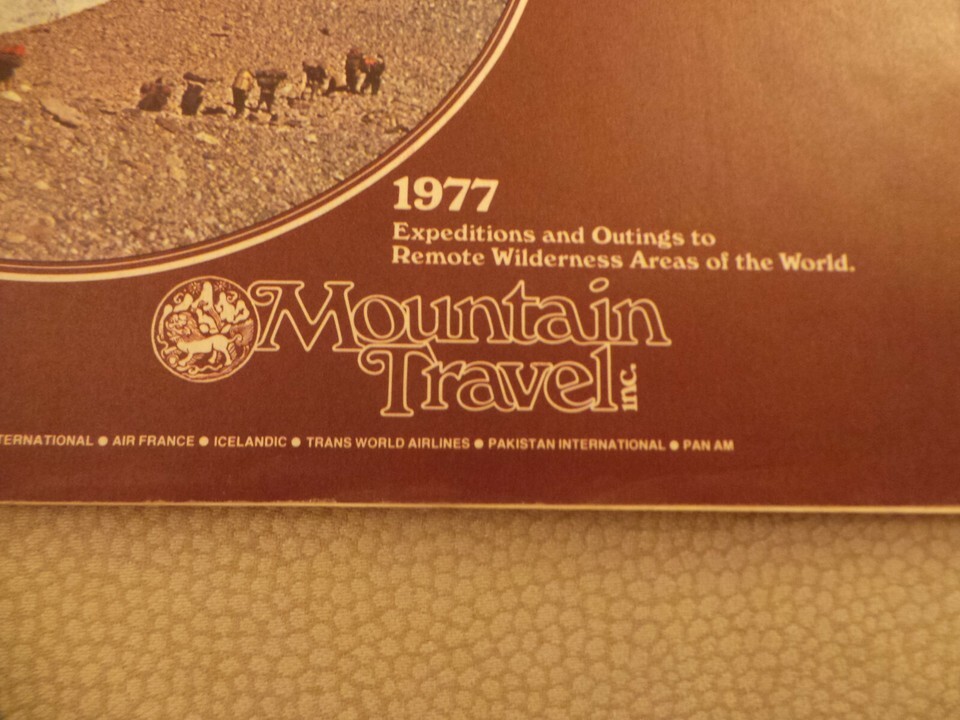 1977
Expeditions and Outings to
Remote Wilderness Areas of the World.
Mountain
Travel inc.
● AIR FRANCE ● ICELANDIC ● TRANS WORLD AIRLINES ● PAKISTAN INTERNATIONAL ● PAN AM